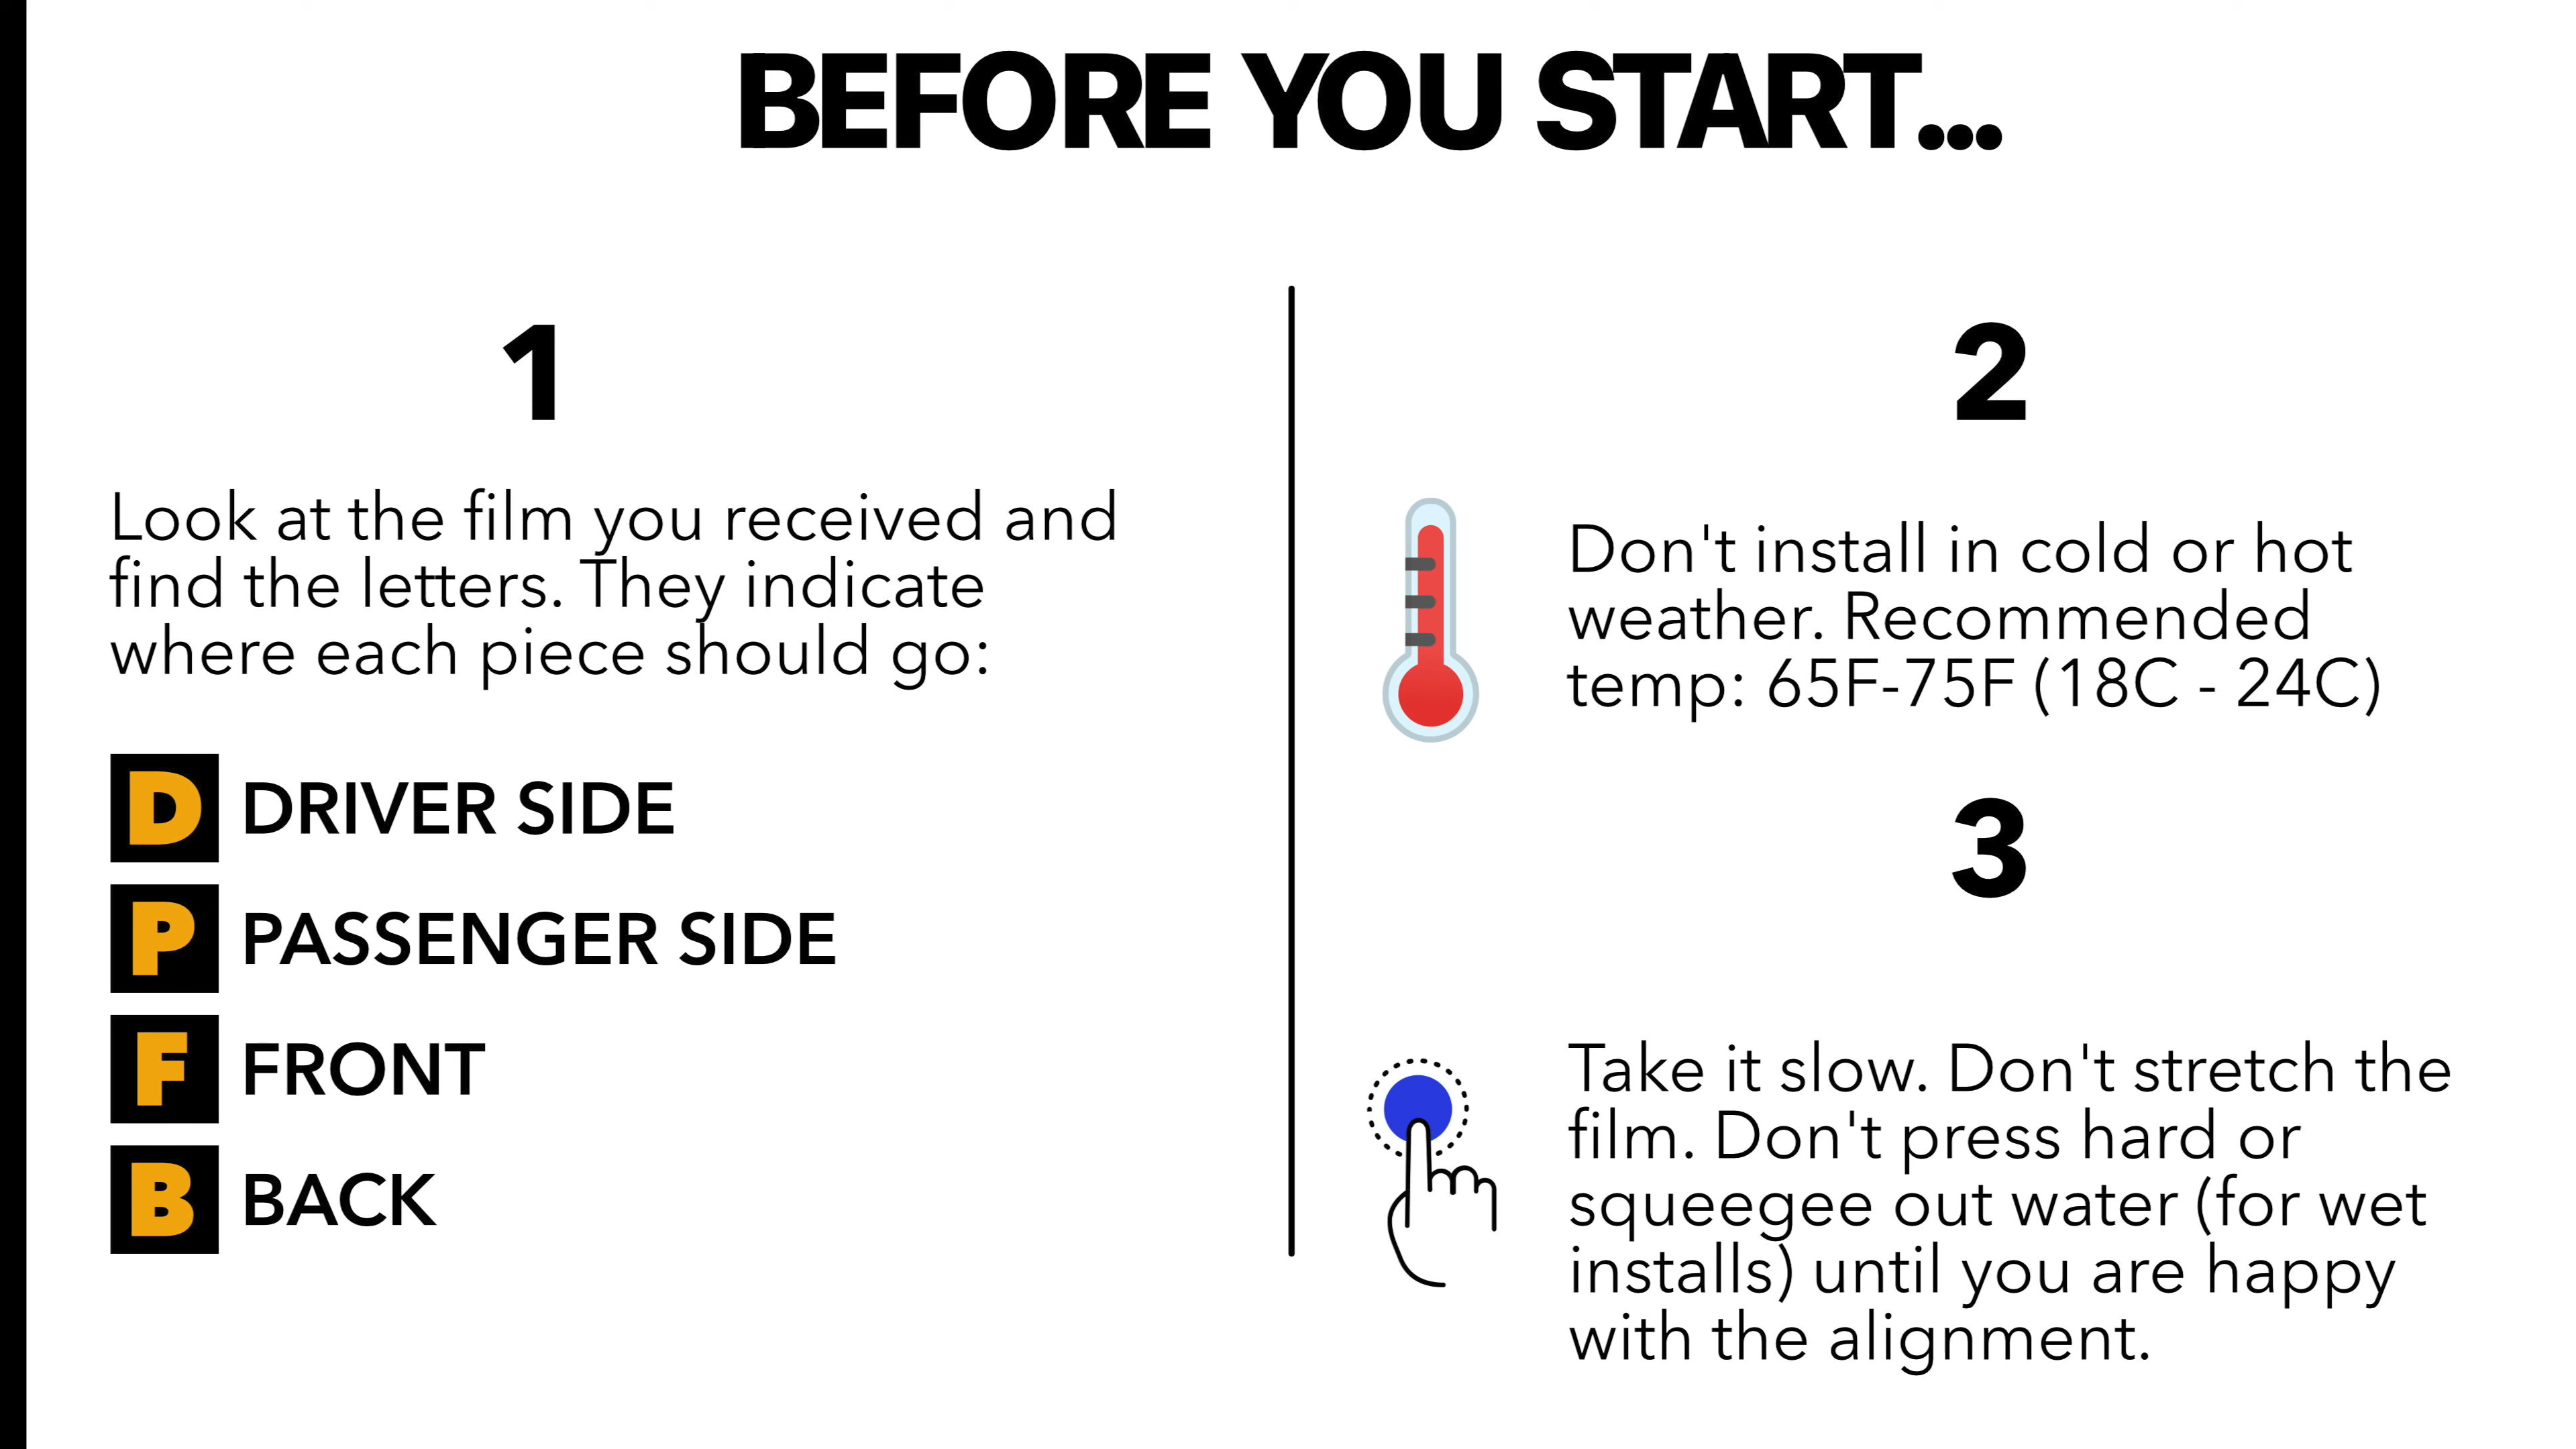 BEFORE YOU START...
1
Look at the film you received and
find the letters. They indicate
where each piece should go:
D DRIVER SIDE
P PASSENGER SIDE
F FRONT
B BACK
2
Don't install in cold or hot
weather. Recommended
temp: 65F-75F (18C - 24C)
3
Take it slow. Don't stretch the
film. Don't press hard or
squeegee out water (for wet
installs) until you are happy
with the alignment.